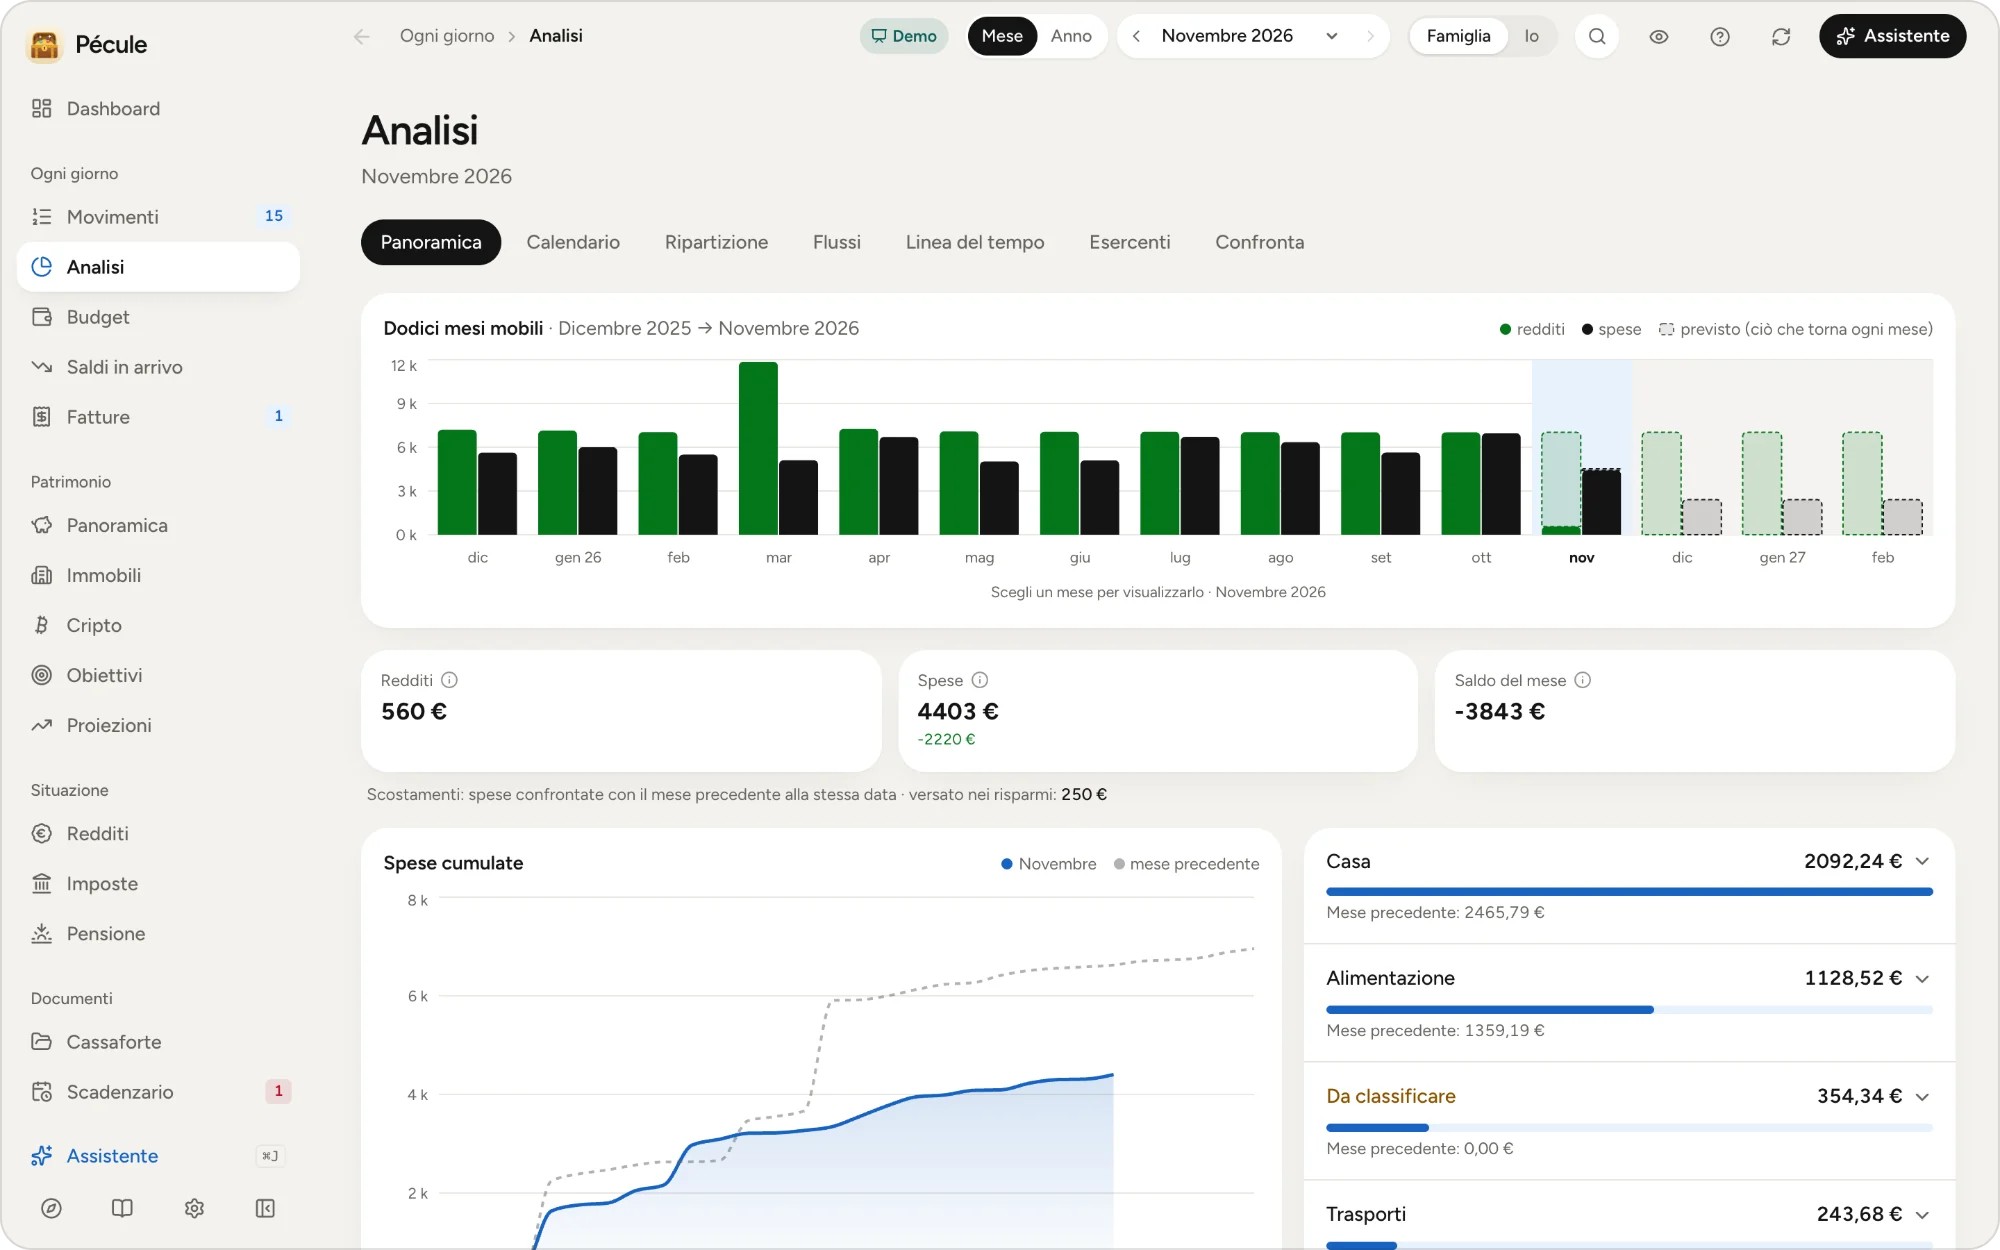 Pécule
Ogni giorno > Analisi
Demo
Mese Anno
Novembre 2026
Famiglia Io
Assistente
Dashboard
Ogni giorno
Movimenti 15
Analisi
Budget
Saldi in arrivo
Fatture 1
Patrimonio
Panoramica
Immobili
Cripto
Obiettivi
Proiezioni
Situazione
Redditi
Imposte
Pensione
Documenti
Cassaforte
Scadenzario 1
Assistente ⌘J
Analisi
Novembre 2026
Panoramica Calendario Ripartizione Flussi Linea del tempo Esercenti Confronta
Dodici mesi mobili · Dicembre 2025 → Novembre 2026
redditi spese previsto (ciò che torna ogni mese)
12 k
9 k
6 k
3 k
0 k
dic gen 26 feb mar apr mag giu lug ago set ott nov dic gen 27 feb
Scegli un mese per visualizzarlo · Novembre 2026
Redditi
560 €
Spese
4403 €
-2220 €
Saldo del mese
-3843 €
Scostamenti: spese confrontate con il mese precedente alla stessa data · versato nei risparmi: 250 €
Spese cumulate
Novembre mese precedente
8 k
6 k
4 k
2 k
Casa 2092,24 €
Mese precedente: 2465,79 €
Alimentazione 1128,52 €
Mese precedente: 1359,19 €
Da classificare 354,34 €
Mese precedente: 0,00 €
Trasporti 243,68 €